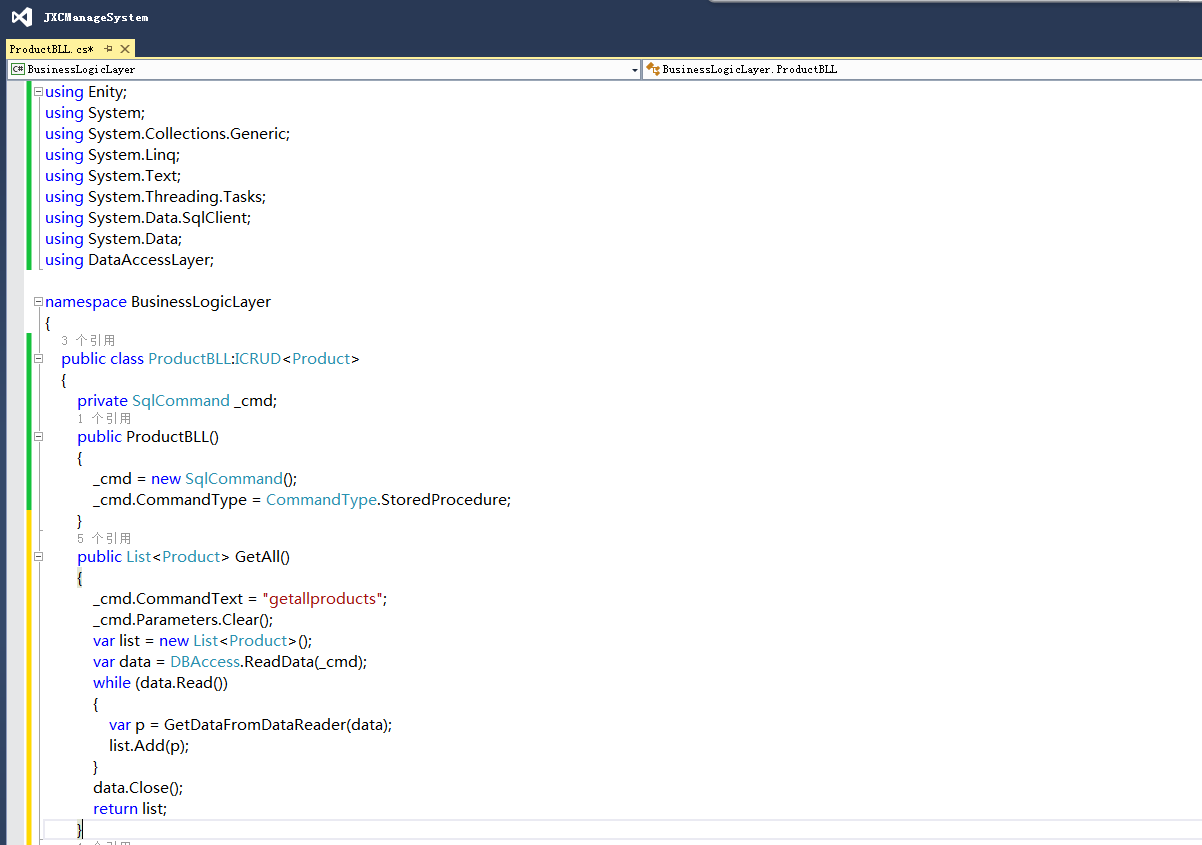 JXCManageSystem
ProductBLL.cs*
C# BusinessLogicLayer
BusinessLogicLayer.ProductBLL
using Enity;
using System;
using System.Collections.Generic;
using System.Linq;
using System.Text;
using System.Threading.Tasks;
using System.Data.SqlClient;
using System.Data;
using DataAccessLayer;
namespace BusinessLogicLayer
{
3 个引用
public class ProductBLL:ICRUD<Product>
{
private SqlCommand _cmd;
1 个引用
public ProductBLL()
{
_cmd = new SqlCommand();
_cmd.CommandType = CommandType.StoredProcedure;
}
5 个引用
public List<Product> GetAll()
{
_cmd.CommandText = "getallproducts";
_cmd.Parameters.Clear();
var list = new List<Product>();
var data = DBAccess.ReadData(_cmd);
while (data.Read())
{
var p = GetDataFromDataReader(data);
list.Add(p);
}
data.Close();
return list;
}